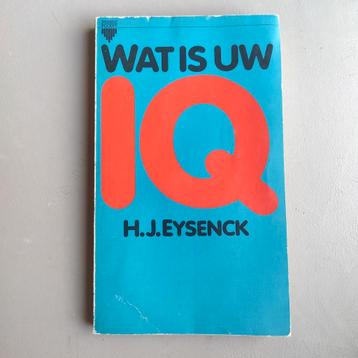 WAT IS UW
IQ
H.J. EYSENCK